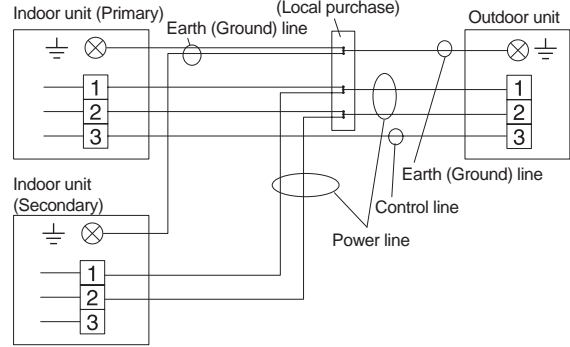 Indoor unit (Primary)
(Local purchase)
Outdoor unit
Earth (Ground) line
1
2
3
1
2
3
Earth (Ground) line
Control line
Power line
Indoor unit
(Secondary)
1
2
3